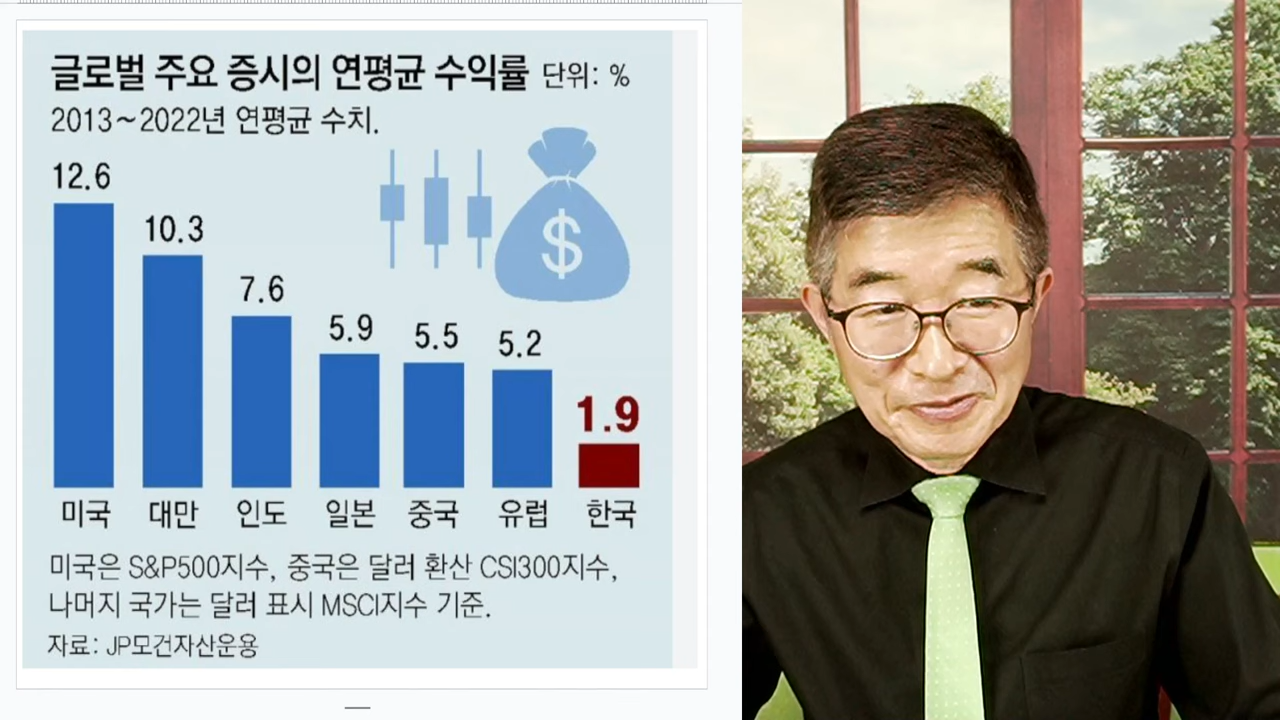 글로벌 주요 증시의 연평균 수익률 단위: %
2013~2022년 연평균 수치.
12.6
10.3
7.6
5.9
5.5
5.2
1.9
$
미국
대만
인도
일본
중국
유럽
한국
미국은 S&P500지수, 중국은 달러 환산 CSI300지수,
나머지 국가는 달러 표시 MSCI지수 기준.
자료: JP모건자산운용